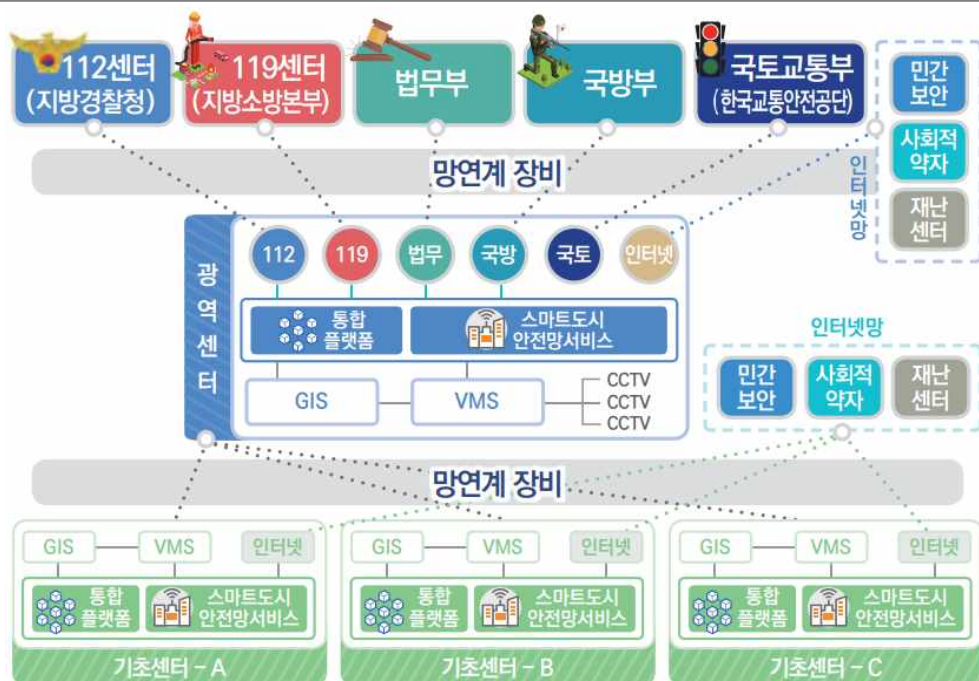 112센터
(지방경찰청)
119센터
(지방소방본부)
법무부
국방부
국토교통부
(한국교통안전공단)
민간
보안
사회적
약자
재난
센터
인터넷망
망연계 장비
광역센터
112
119
법무
국방
국토
인터넷
통합
플랫폼
스마트도시
안전망서비스
GIS
VMS
CCTV
CCTV
CCTV
인터넷망
민간
보안
사회적
약자
재난
센터
망연계 장비
GIS
VMS
인터넷
통합
플랫폼
스마트도시
안전망서비스
기초센터 – A
GIS
VMS
인터넷
통합
플랫폼
스마트도시
안전망서비스
기초센터 – B
GIS
VMS
인터넷
통합
플랫폼
스마트도시
안전망서비스
기초센터 – C